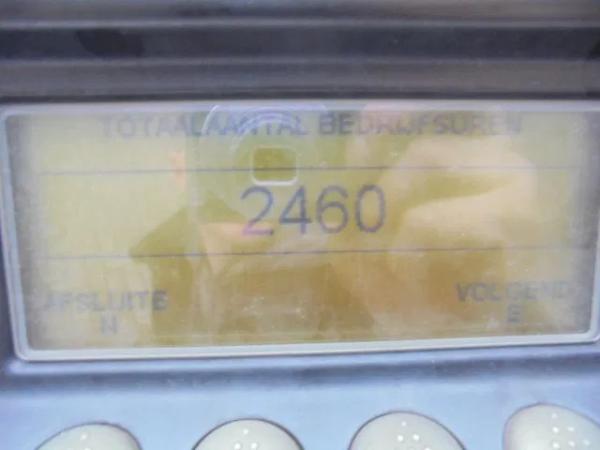 TOTAALAANTAL BEDRIJFSUREN
2460
AFSLUITE VOLGEND
N E